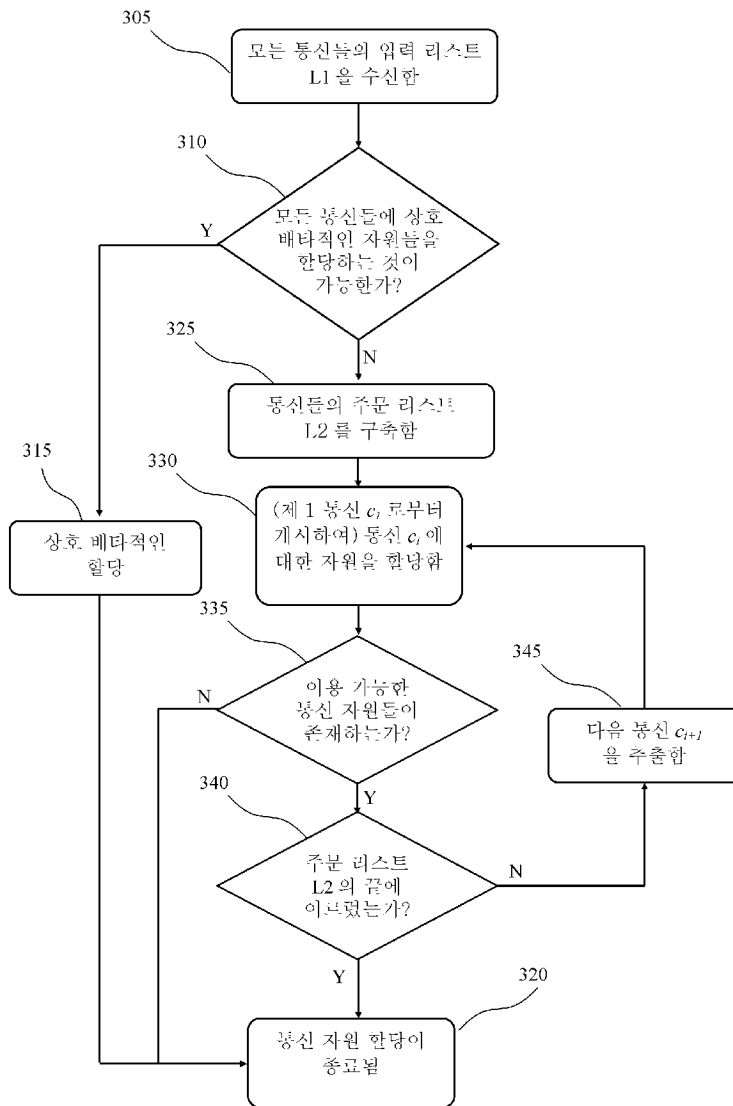 305
모든 통신들의 입력 리스트
L1 을 수신함
310
모든 통신들에 상호
배타적인 자원들을
할당하는 것이
가능한가?
Y
N
325
통신들의 주문 리스트
L2 를 구축함
315
상호 배타적인
할당
330
(제 1 통신 ci 로부터
개시하여) 통신 ci 에
대한 자원을 할당함
335
이용 가능한
통신 자원들이
존재하는가?
N
Y
345
다음 통신 ci+1
을 추출함
340
주문 리스트
L2 의 끝에
이르렀는가?
N
Y
320
통신 자원 할당이
종료됨